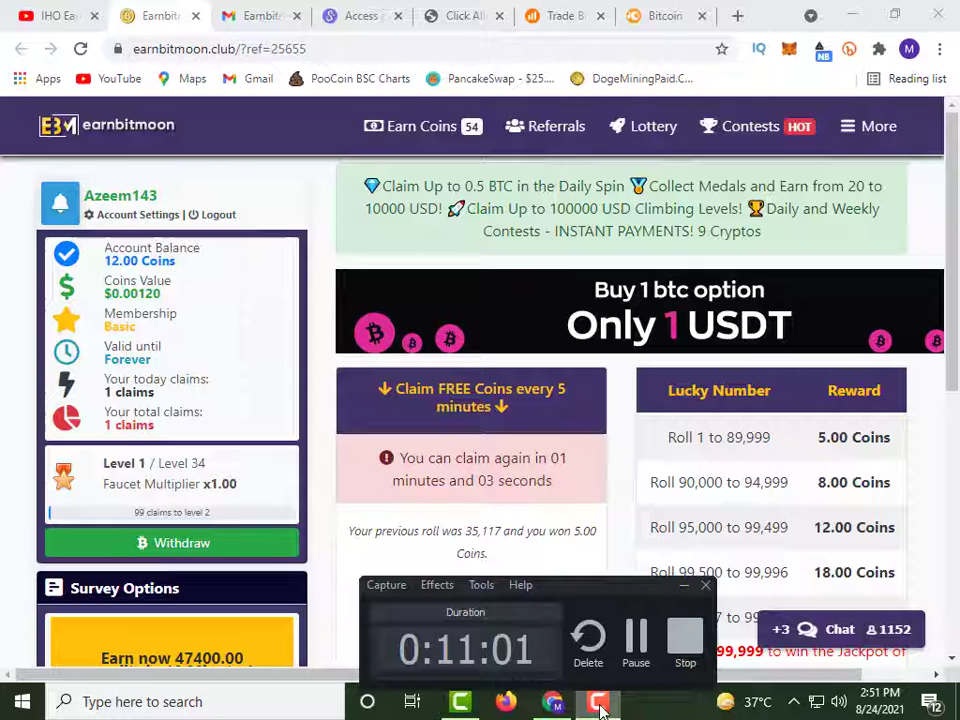 IHO Ea
Earnbitr
Earnbit
Access
Click All
Trade B
Bitcoin
earnbitmoon.club/?ref=25655
IQ
NB
M
Apps
YouTube
Maps
Gmail
PooCoin BSC Charts
PancakeSwap - $25....
DogeMiningPaid.C...
Reading list
EBM earnbitmoon
Earn Coins 54
Referrals
Lottery
Contests HOT
More
Azeem143
Account Settings | Logout
Account Balance
12.00 Coins
Coins Value
$0.00120
Membership
Basic
Valid until
Forever
Your today claims:
1 claims
Your total claims:
1 claims
Level 1 / Level 34
Faucet Multiplier x1.00
99 claims to level 2
Withdraw
Survey Options
Earn now 47400.00
Claim Up to 0.5 BTC in the Daily Spin Collect Medals and Earn from 20 to
10000 USD! Claim Up to 100000 USD Climbing Levels! Daily and Weekly
Contests - INSTANT PAYMENTS! 9 Cryptos
Buy 1 btc option
Only 1 USDT
Claim FREE Coins every 5
minutes
You can claim again in 01
minutes and 03 seconds
Your previous roll was 35,117 and you won 5.00
Coins.
Lucky Number Reward
Roll 1 to 89,999 5.00 Coins
Roll 90,000 to 94,999 8.00 Coins
Roll 95,000 to 99,499 12.00 Coins
Roll 99,500 to 99,996 18.00 Coins
99,999 to win the Jackpot of
+3 Chat 1152
Capture Effects Tools Help
Duration
0:11:01
Delete
Pause
Stop
Type here to search
37°C
2:51 PM
8/24/2021
12